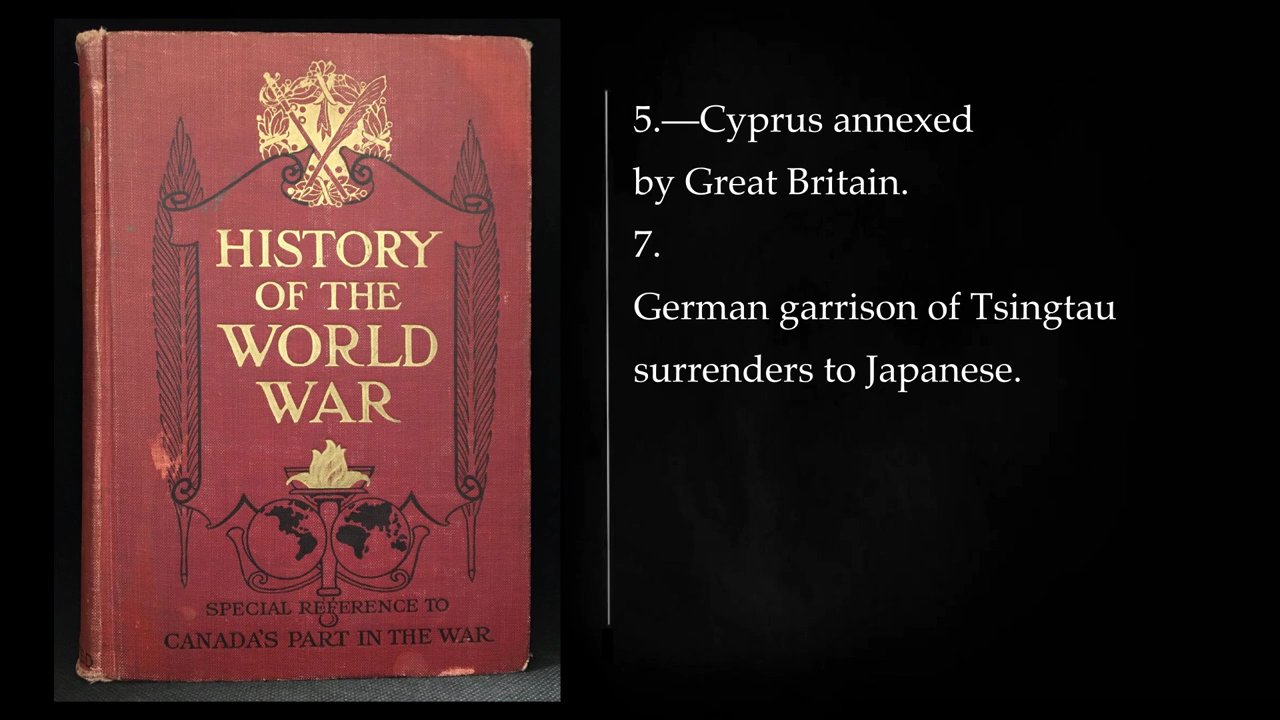 HISTORY
OF THE
WORLD
WAR
SPECIAL REFERENCE TO
CANADA'S PART IN THE WAR
5.—Cyprus annexed
by Great Britain.
7.
German garrison of Tsingtau
surrenders to Japanese.